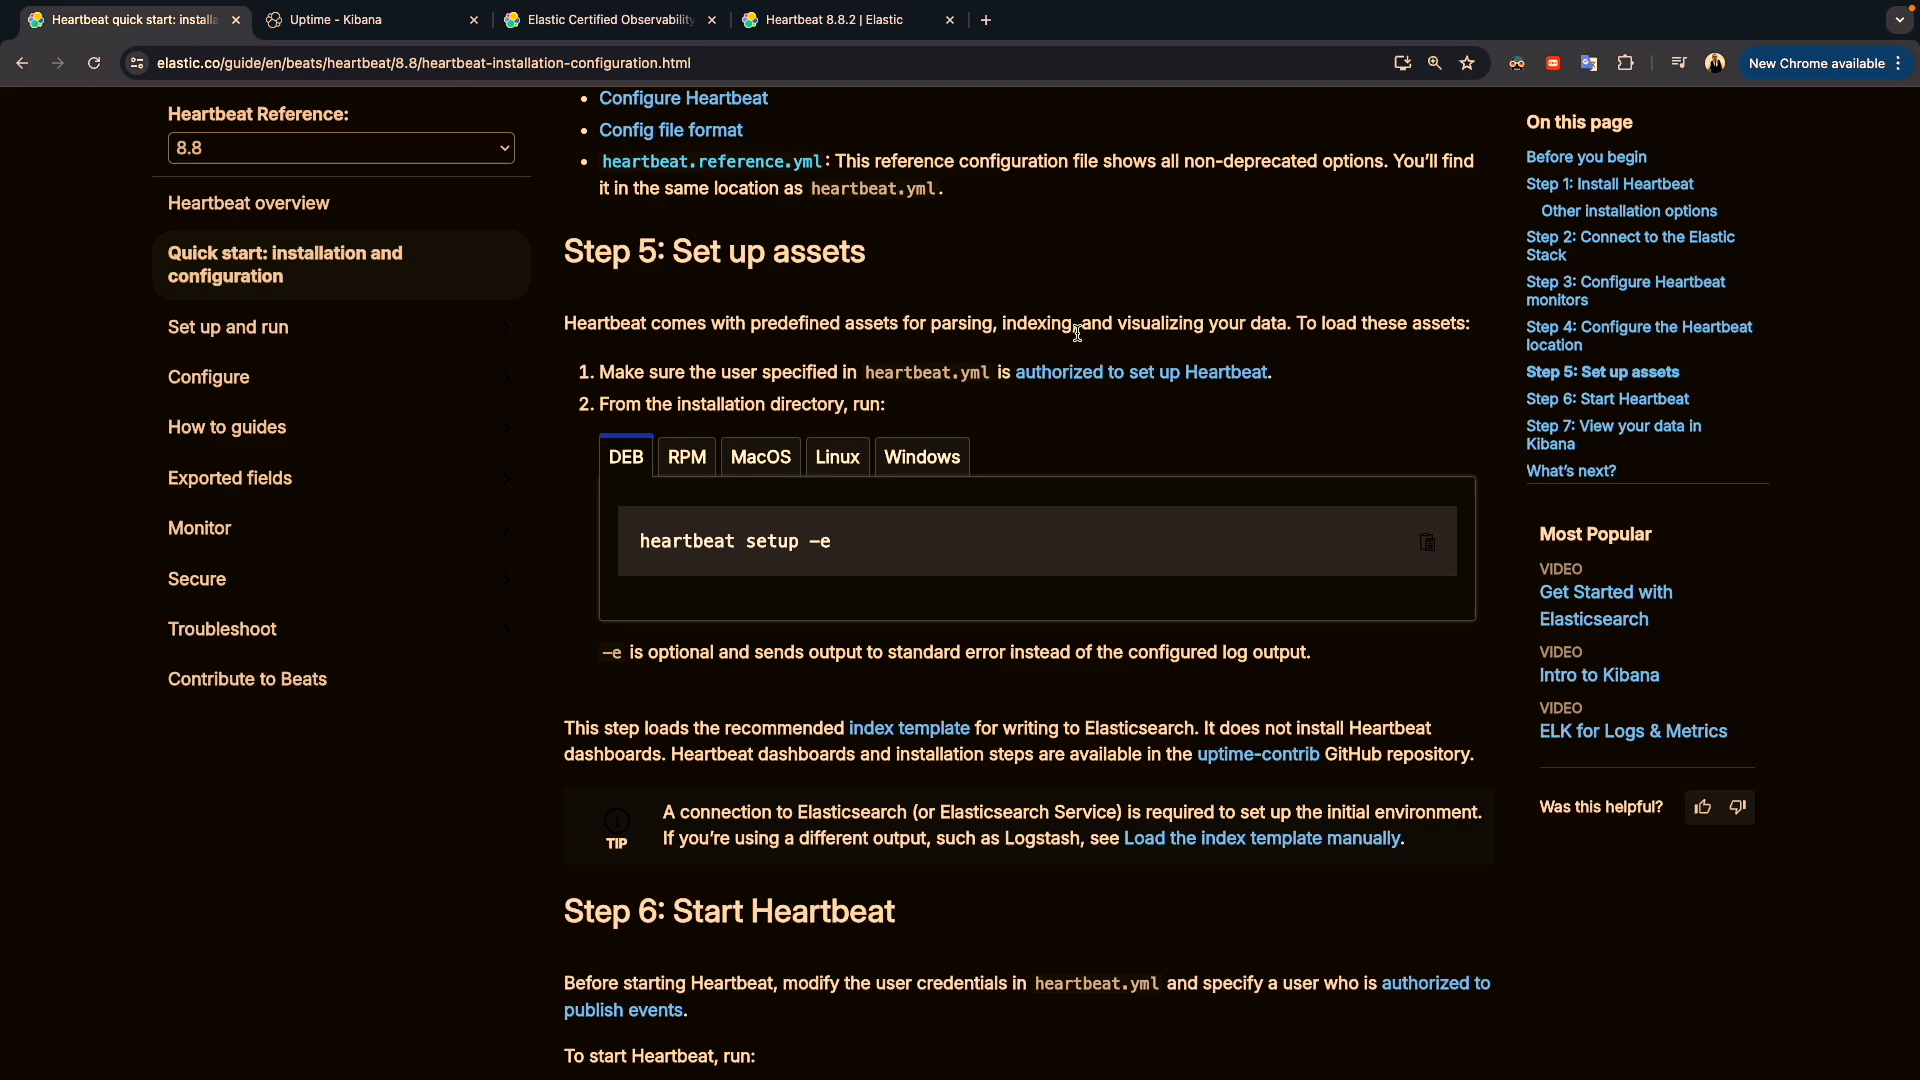 Heartbeat quick start: installa
Uptime - Kibana
Elastic Certified Observability
Heartbeat 8.8.2 | Elastic
elastic.co/guide/en/beats/heartbeat/8.8/heartbeat-installation-configuration.html
New Chrome available
Heartbeat Reference:
8.8
Heartbeat overview
Quick start: installation and
configuration
Set up and run
Configure
How to guides
Exported fields
Monitor
Secure
Troubleshoot
Contribute to Beats
• Configure Heartbeat
• Config file format
• heartbeat.reference.yml: This reference configuration file shows all non-deprecated options. You’ll find
it in the same location as heartbeat.yml.
Step 5: Set up assets
Heartbeat comes with predefined assets for parsing, indexing, and visualizing your data. To load these assets:
1. Make sure the user specified in heartbeat.yml is authorized to set up Heartbeat.
2. From the installation directory, run:
DEB RPM MacOS Linux Windows
heartbeat setup -e
-e is optional and sends output to standard error instead of the configured log output.
This step loads the recommended index template for writing to Elasticsearch. It does not install Heartbeat
dashboards. Heartbeat dashboards and installation steps are available in the uptime-contrib GitHub repository.
TIP
A connection to Elasticsearch (or Elasticsearch Service) is required to set up the initial environment.
If you’re using a different output, such as Logstash, see Load the index template manually.
Step 6: Start Heartbeat
Before starting Heartbeat, modify the user credentials in heartbeat.yml and specify a user who is authorized to
publish events.
To start Heartbeat, run:
On this page
Before you begin
Step 1: Install Heartbeat
Other installation options
Step 2: Connect to the Elastic
Stack
Step 3: Configure Heartbeat
monitors
Step 4: Configure the Heartbeat
location
Step 5: Set up assets
Step 6: Start Heartbeat
Step 7: View your data in
Kibana
What’s next?
Most Popular
VIDEO
Get Started with
Elasticsearch
VIDEO
Intro to Kibana
VIDEO
ELK for Logs & Metrics
Was this helpful?